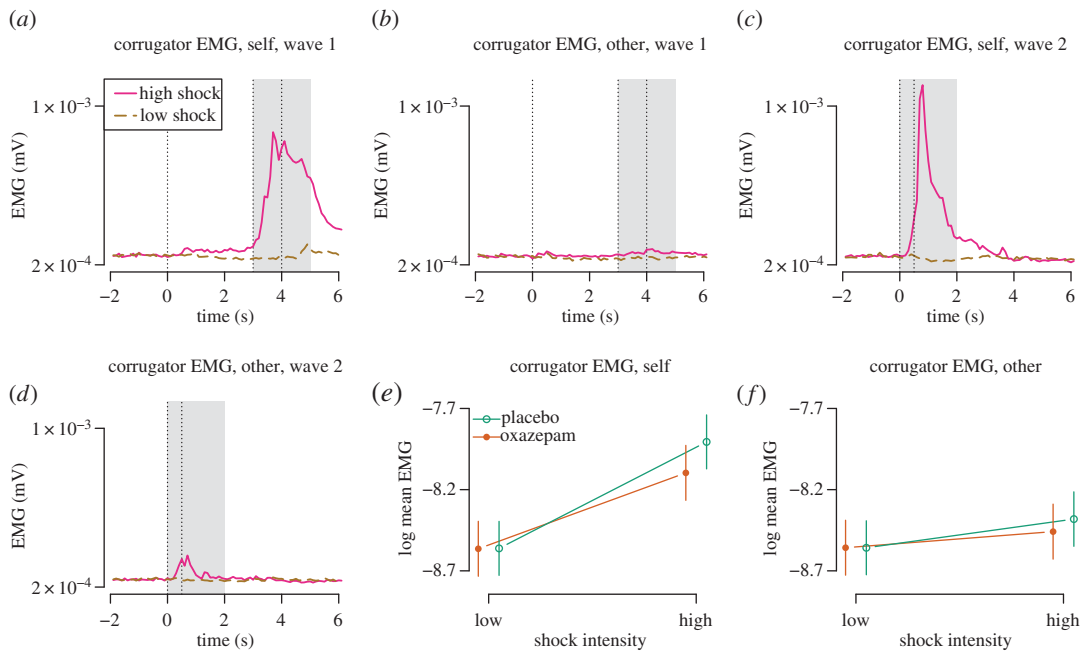 (a)
corrugator EMG, self, wave 1
high shock
low shock
1 × 10⁻³
2 × 10⁻⁴
EMG (mV)
−2 0 2 4 6
time (s)
(b)
corrugator EMG, other, wave 1
1 × 10⁻³
2 × 10⁻⁴
EMG (mV)
−2 0 2 4 6
time (s)
(c)
corrugator EMG, self, wave 2
1 × 10⁻³
2 × 10⁻⁴
EMG (mV)
−2 0 2 4 6
time (s)
(d)
corrugator EMG, other, wave 2
1 × 10⁻³
2 × 10⁻⁴
EMG (mV)
−2 0 2 4 6
time (s)
(e)
corrugator EMG, self
placebo
oxazepam
−7.7
−8.2
−8.7
log mean EMG
low high
shock intensity
(f)
corrugator EMG, other
−7.7
−8.2
−8.7
log mean EMG
low high
shock intensity